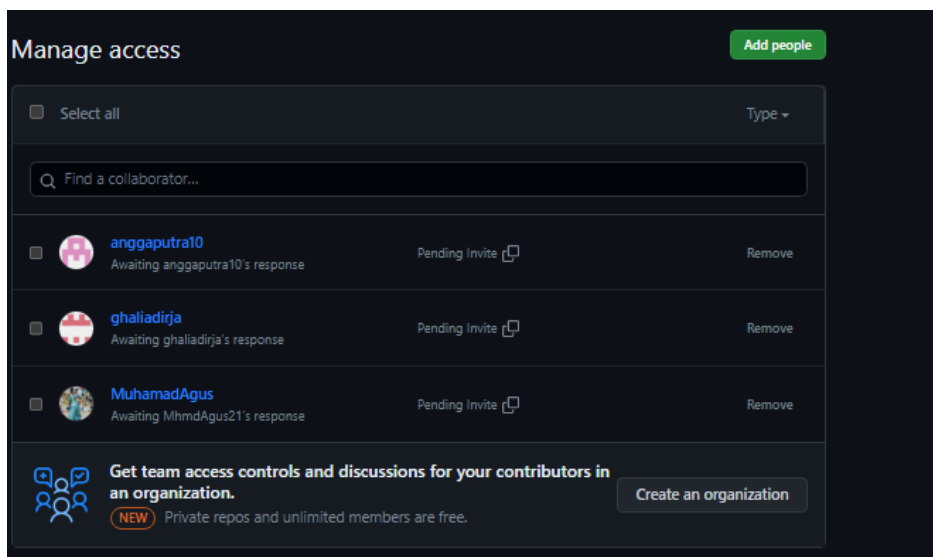 Manage access
Add people
Select all
Type
Find a collaborator...
anggaputra10
Awaiting anggaputra10's response
Pending Invite
Remove
ghaliadirja
Awaiting ghaliadirja's response
Pending Invite
Remove
MuhamadAgus
Awaiting MhmdAgus21's response
Pending Invite
Remove
Get team access controls and discussions for your contributors in
an organization.
NEW Private repos and unlimited members are free.
Create an organization